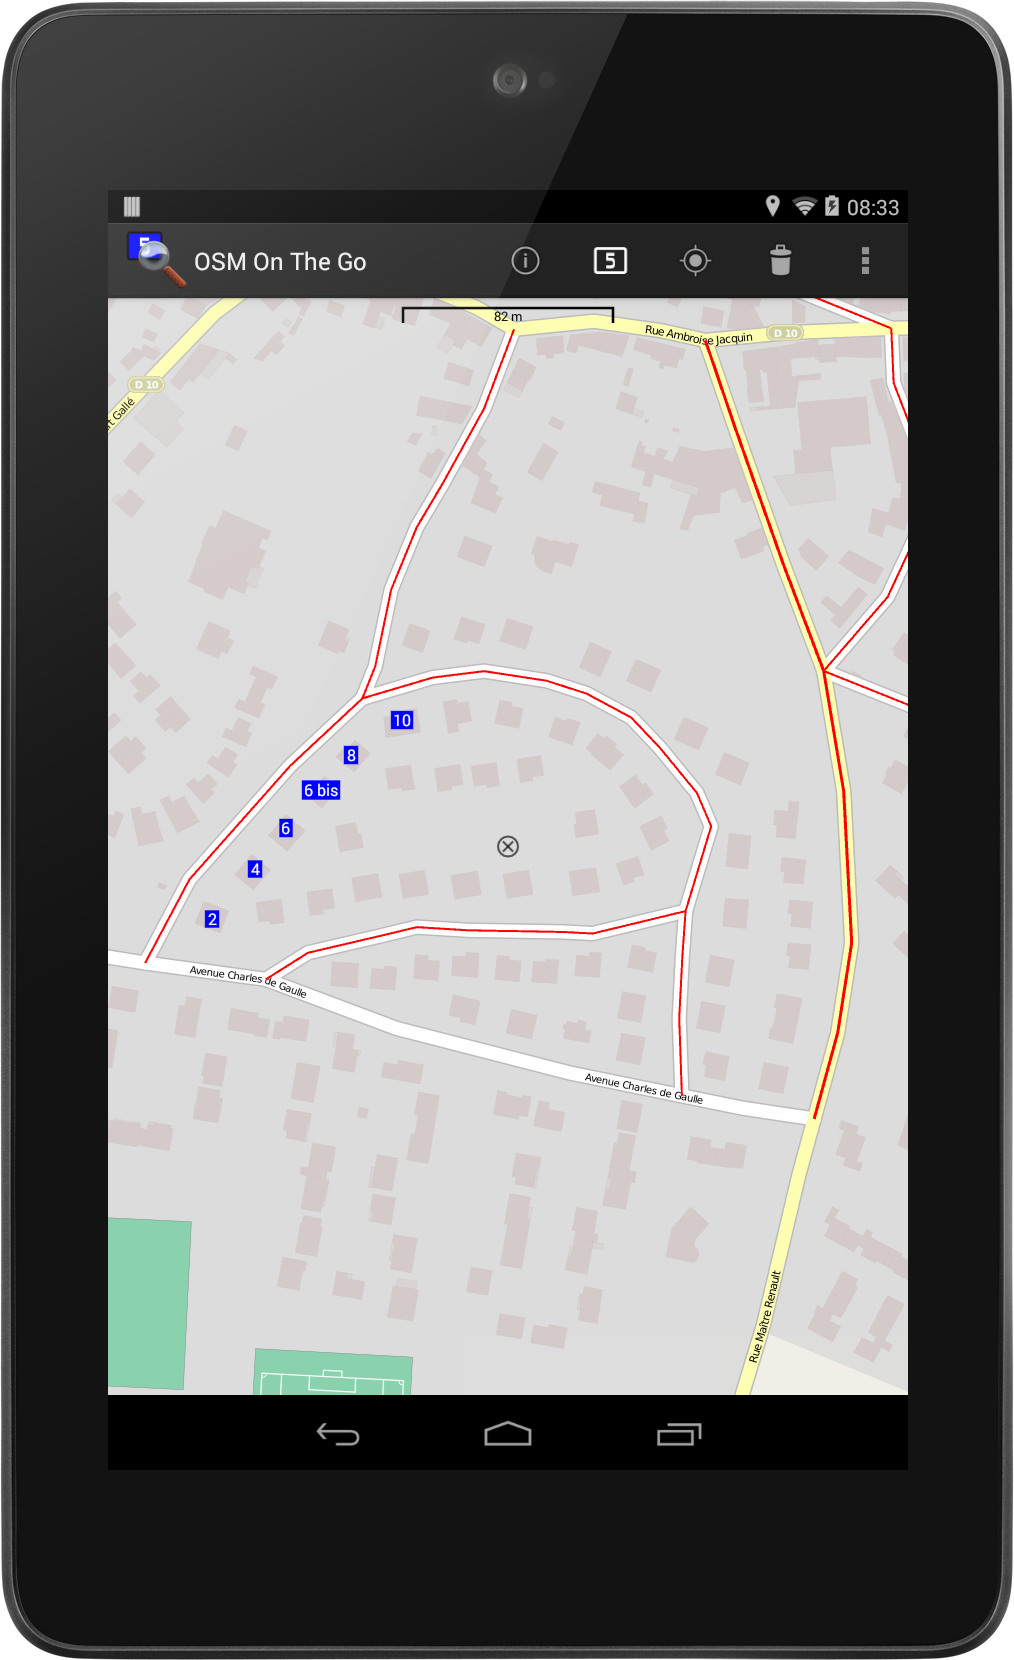 08:33
OSM On The Go
5
82 m
Rue Ambroise Jacquin
D 10
D 10
rt Gallé
10
8
6 bis
6
4
2
Avenue Charles de Gaulle
Avenue Charles de Gaulle
Rue Maître Renault